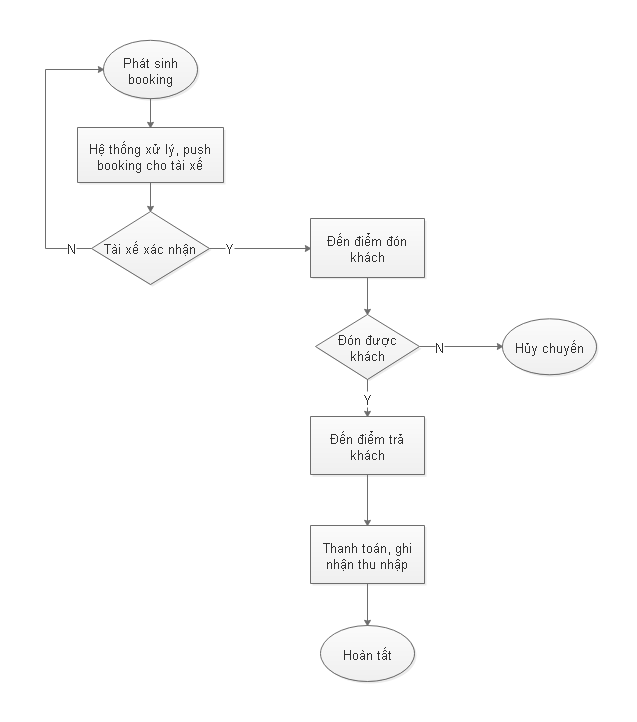 Phát sinh
booking
Hệ thống xử lý, push
booking cho tài xế
N
Tài xế xác nhận
Y
Đến điểm đón
khách
Đón được
khách
N
Hủy chuyến
Y
Đến điểm trả
khách
Thanh toán, ghi
nhận thu nhập
Hoàn tất